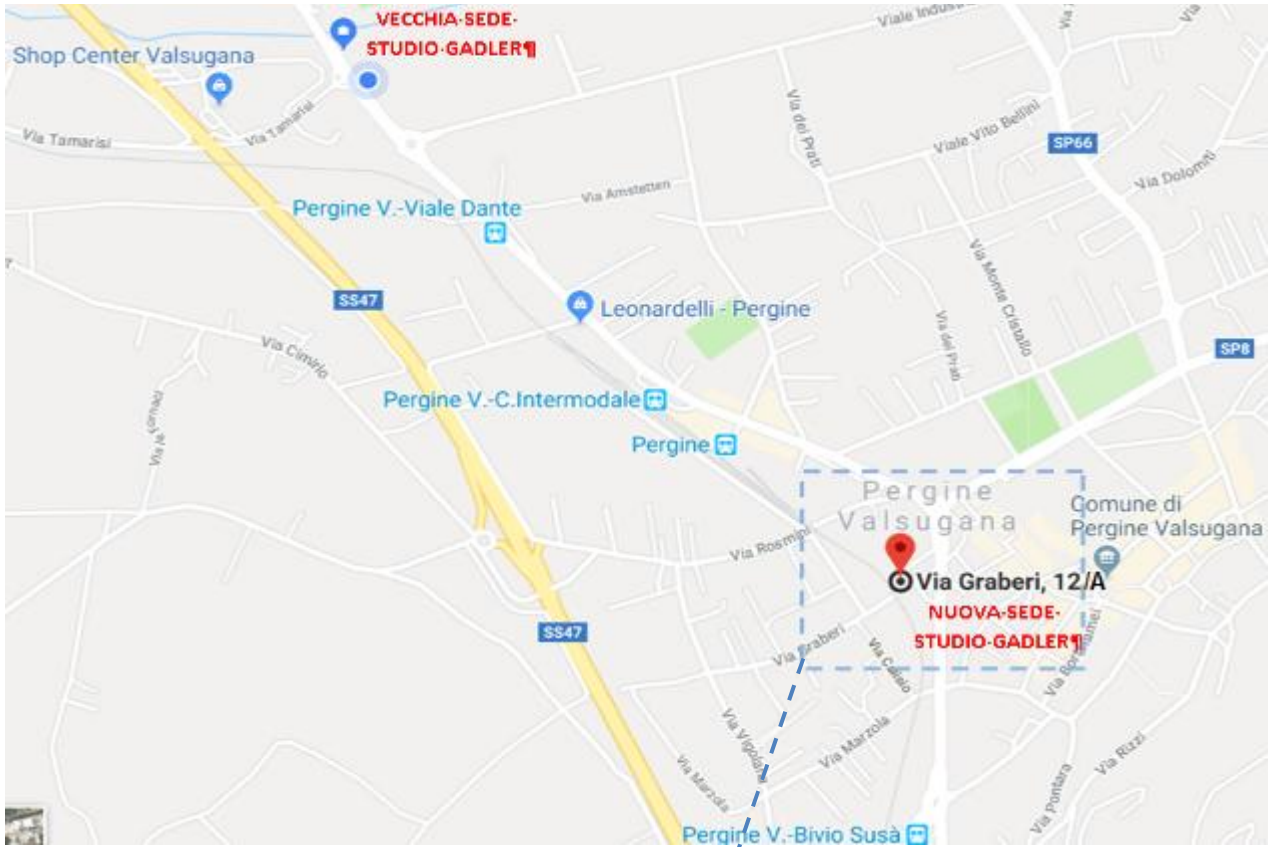 VECCHIA-SEDE-
STUDIO-GADLER¶
Viale Indus
Shop Center Valsugana
Via Tamarisi
Via Tamarisi
Via dei Prati
Viale Vito Bellini
SP66
Via Dolomiti
Via Amstetten
Pergine V.-Viale Dante
Via Monte Cristallo
SS47
Leonardelli - Pergine
Via dei Prati
SP8
Via Cimirlo
Pergine V.-C.Intermodale
Via le Fornaci
Pergine
Pergine
Valsugana
Comune di
Pergine Valsugana
Via Rosmini
Via Graberi, 12/A
NUOVA-SEDE-
STUDIO-GADLER¶
SS47
Via Graberi
Via Calisio
Via Vigolana
Via Marzola
Via Marzola
Via Rizzi
Via Pontara
Pergine V.-Bivio Susà